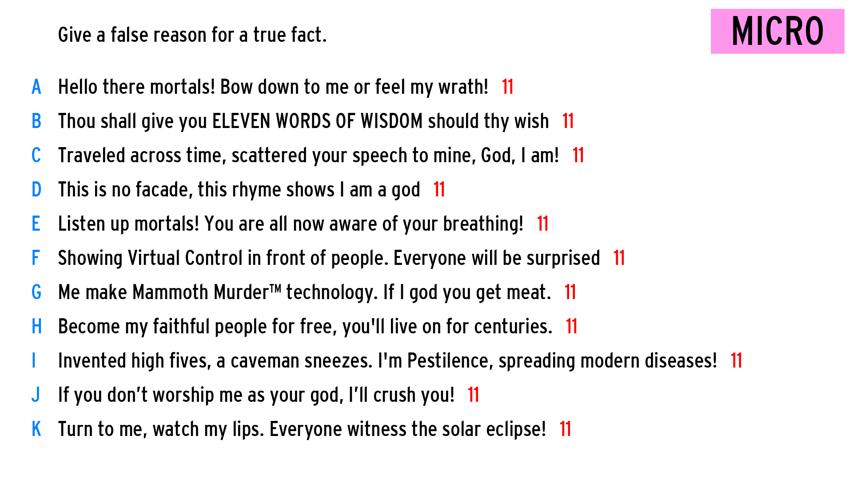 Give a false reason for a true fact.
MICRO
A Hello there mortals! Bow down to me or feel my wrath! 11
B Thou shall give you ELEVEN WORDS OF WISDOM should thy wish 11
C Traveled across time, scattered your speech to mine, God, I am! 11
D This is no facade, this rhyme shows I am a god 11
E Listen up mortals! You are all now aware of your breathing! 11
F Showing Virtual Control in front of people. Everyone will be surprised 11
G Me make Mammoth Murder™ technology. If I god you get meat. 11
H Become my faithful people for free, you'll live on for centuries. 11
I Invented high fives, a caveman sneezes. I'm Pestilence, spreading modern diseases! 11
J If you don’t worship me as your god, I’ll crush you! 11
K Turn to me, watch my lips. Everyone witness the solar eclipse! 11